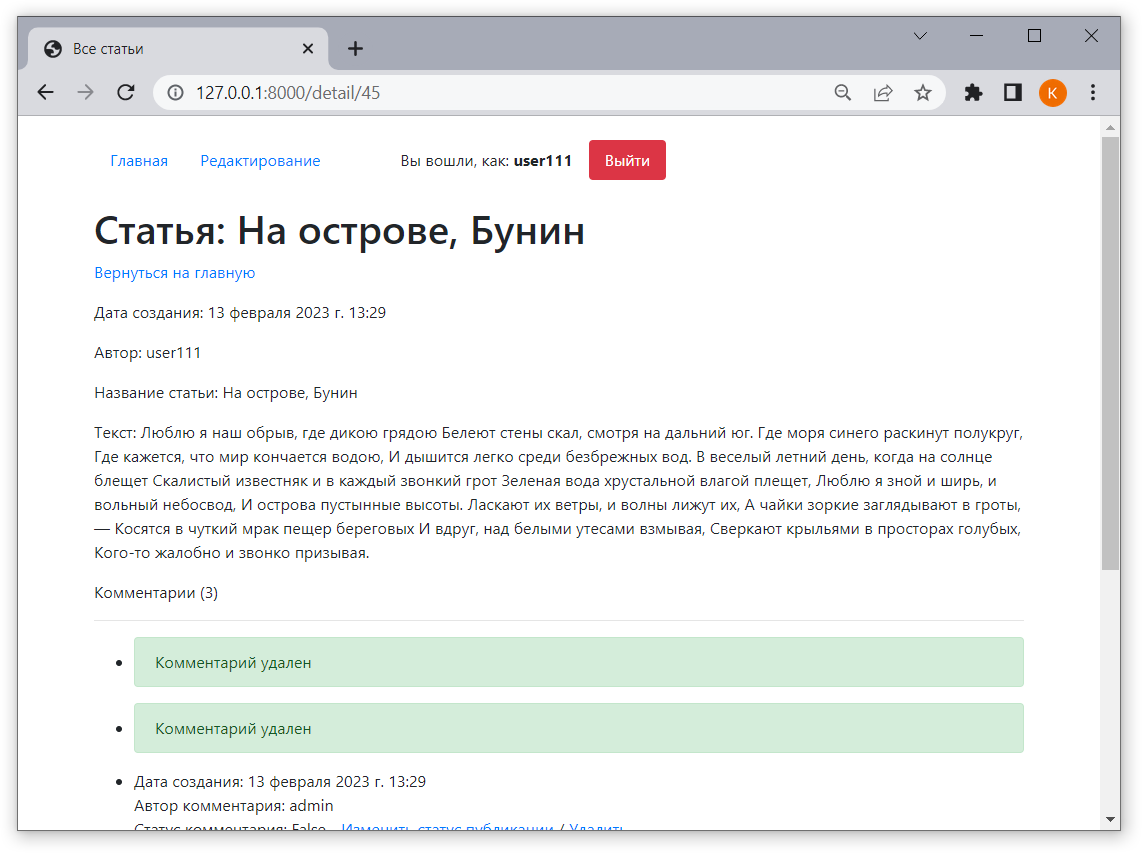 Все статьи
127.0.0.1:8000/detail/45
K
Главная Редактирование Вы вошли, как: user111 Выйти
Статья: На острове, Бунин
Вернуться на главную
Дата создания: 13 февраля 2023 г. 13:29
Автор: user111
Название статьи: На острове, Бунин
Текст: Люблю я наш обрыв, где дикою грядою Белеют стены скал, смотря на дальний юг. Где моря синего раскинут полукруг,
Где кажется, что мир кончается водою, И дышится легко среди безбрежных вод. В веселый летний день, когда на солнце
блещет Скалистый известняк и в каждый звонкий грот Зеленая вода хрустальной влагой плещет, Люблю я зной и ширь, и
вольный небосвод, И острова пустынные высоты. Ласкают их ветры, и волны лижут их, А чайки зоркие заглядывают в гроты,
— Косятся в чуткий мрак пещер береговых И вдруг, над белыми утесами взмывая, Сверкают крыльями в просторах голубых,
Кого-то жалобно и звонко призывая.
Комментарии (3)
Комментарий удален
Комментарий удален
Дата создания: 13 февраля 2023 г. 13:29
Автор комментария: admin
Статус комментария: False Изменить статус публикации / Удалить